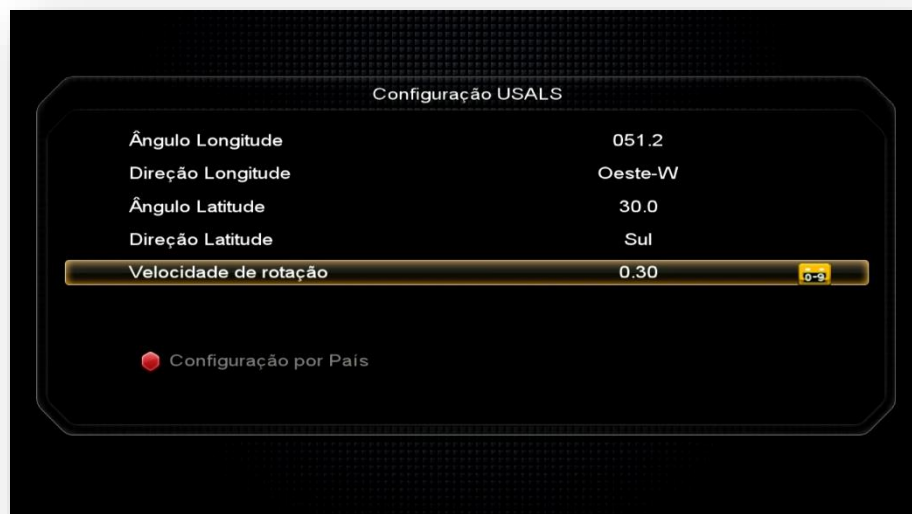 Configuração USALS
Ângulo Longitude 051.2
Direção Longitude Oeste-W
Ângulo Latitude 30.0
Direção Latitude Sul
Velocidade de rotação 0.30 0-9
Configuração por Pais